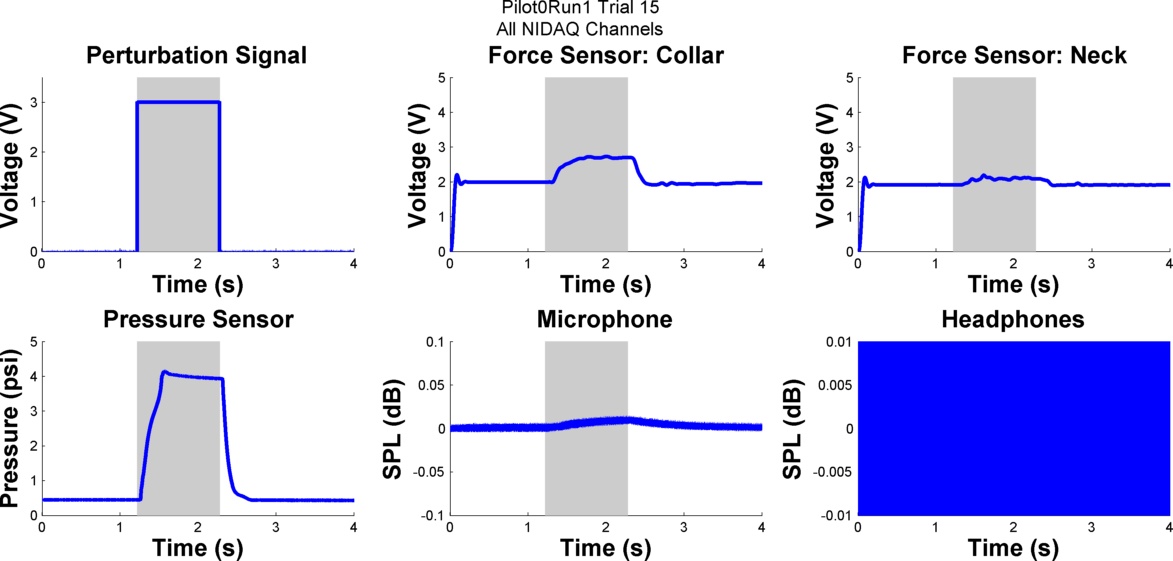 Pilot0Run1 Trial 15
All NIDAQ Channels
Perturbation Signal
Voltage (V)
3
2
1
0
0 1 2 3 4
Time (s)
Force Sensor: Collar
Voltage (V)
5
4
3
2
1
0
0 1 2 3 4
Time (s)
Force Sensor: Neck
Voltage (V)
5
4
3
2
1
0
0 1 2 3 4
Time (s)
Pressure Sensor
Pressure (psi)
5
4
3
2
1
0
0 1 2 3 4
Time (s)
Microphone
SPL (dB)
0.1
0.05
0
-0.05
-0.1
0 1 2 3 4
Time (s)
Headphones
SPL (dB)
0.01
0.005
0
-0.005
-0.01
0 1 2 3 4
Time (s)